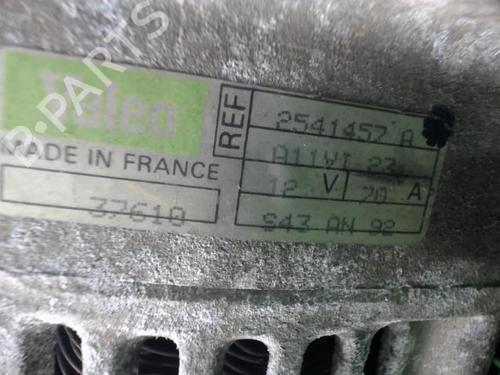 B-PARTS
Valeo
MADE IN FRANCE
37610
REF
2541457 A
A11VI 23
12 V 70 A
S43 AN 92